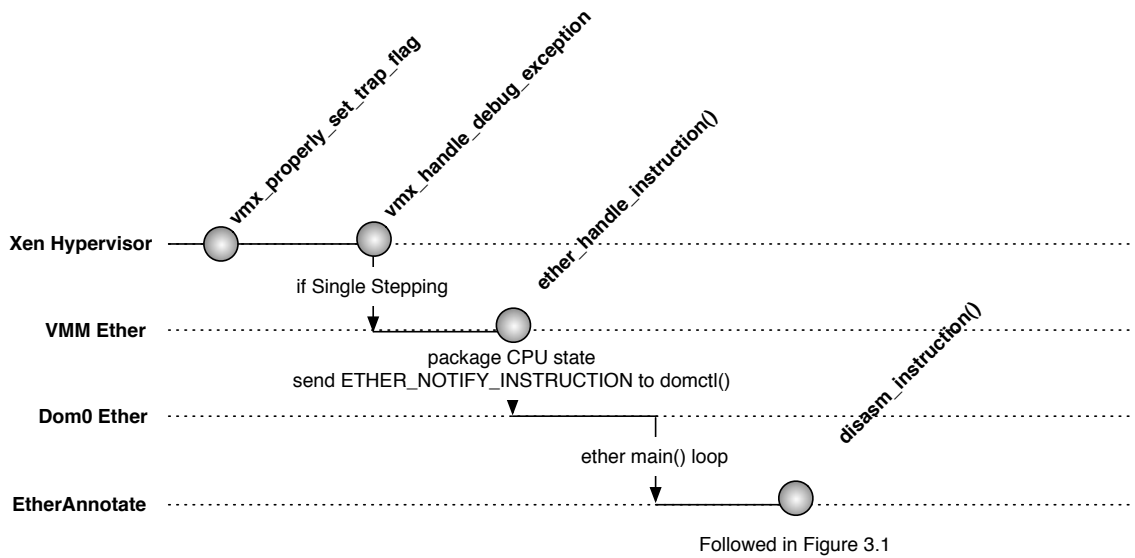 vmx_properly_set_trap_flag
vmx_handle_debug_exception
ether_handle_instruction()
Xen Hypervisor
if Single Stepping
VMM Ether
package CPU state
send ETHER_NOTIFY_INSTRUCTION to domctl()
disasm_instruction()
Dom0 Ether
ether main() loop
EtherAnnotate
Followed in Figure 3.1